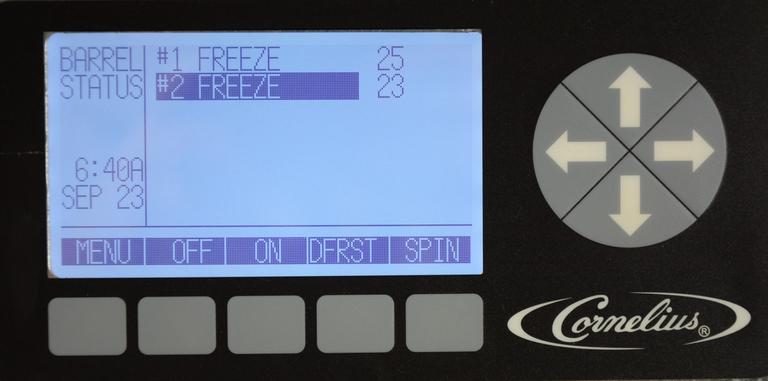 BARREL #1 FREEZE 25
STATUS #2 FREEZE 23
6:40A
SEP 23
MENU OFF ON DFRST SPIN
Cornelius®